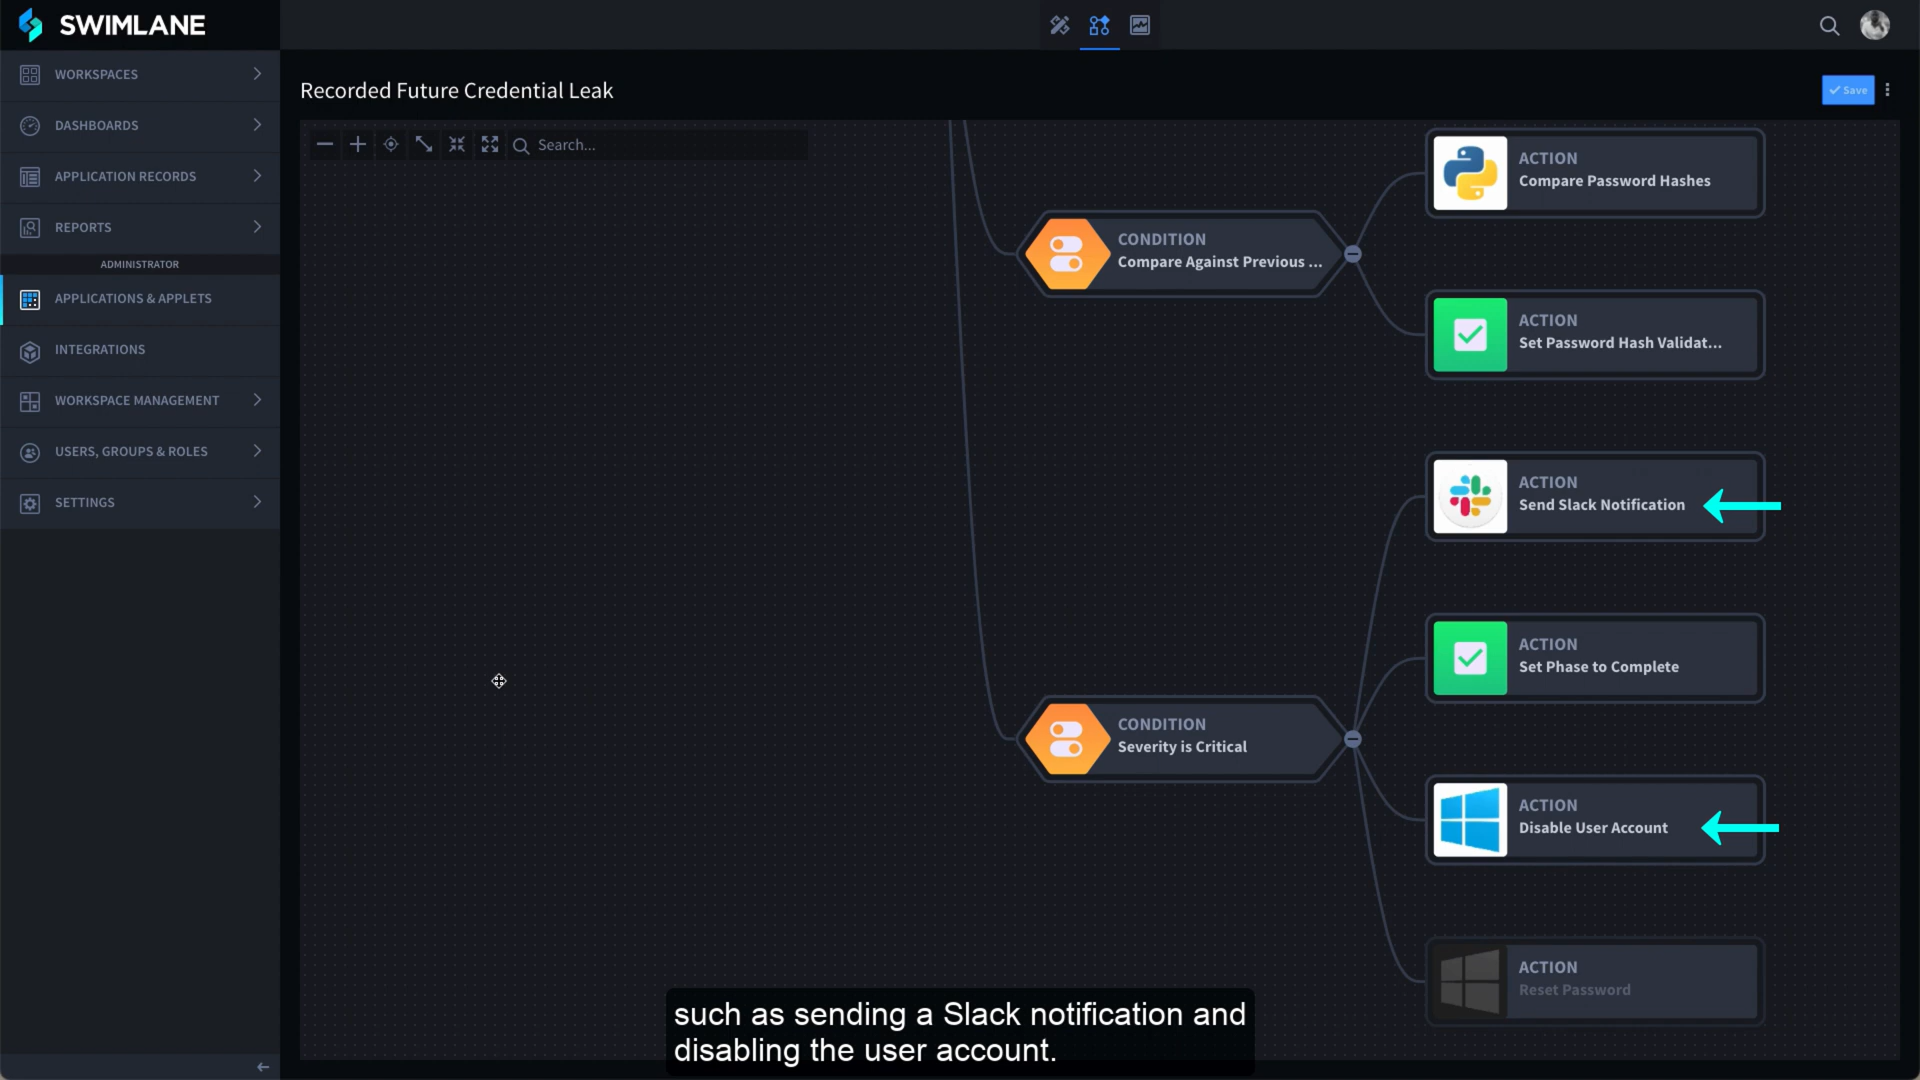 SWIMLANE
WORKSPACES
DASHBOARDS
APPLICATION RECORDS
REPORTS
ADMINISTRATOR
APPLICATIONS & APPLETS
INTEGRATIONS
WORKSPACE MANAGEMENT
USERS, GROUPS & ROLES
SETTINGS
Recorded Future Credential Leak
Save
Search...
ACTION
Compare Password Hashes
CONDITION
Compare Against Previous ...
ACTION
Set Password Hash Validat...
ACTION
Send Slack Notification
ACTION
Set Phase to Complete
CONDITION
Severity is Critical
ACTION
Disable User Account
ACTION
Reset Password
such as sending a Slack notification and
disabling the user account.